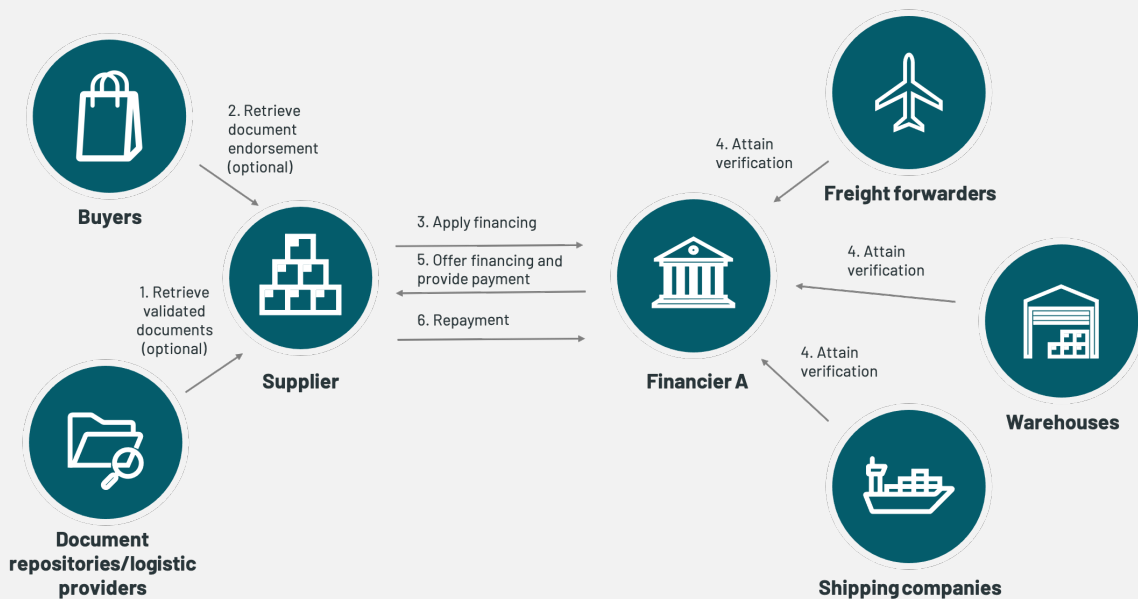 2. Retrieve
document
endorsement
(optional)
Buyers
1. Retrieve
validated
documents
(optional)
Document
repositories/logistic
providers
Supplier
3. Apply financing
5. Offer financing and
provide payment
6. Repayment
Financier A
4. Attain
verification
Freight forwarders
4. Attain
verification
Warehouses
4. Attain
verification
Shipping companies